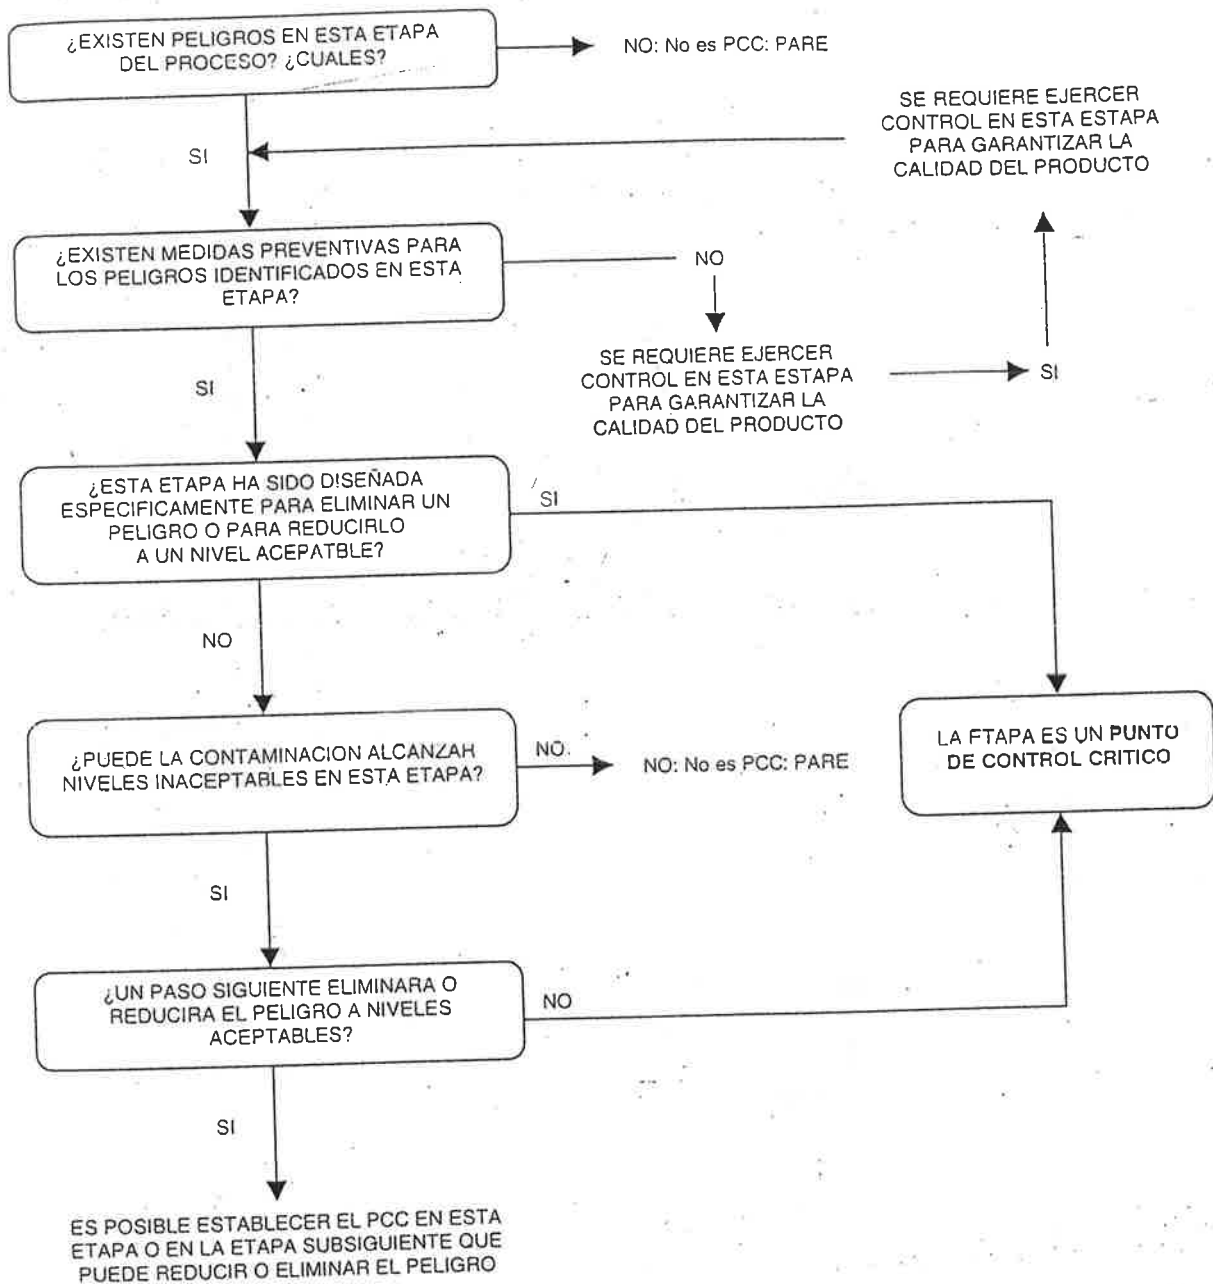 ¿EXISTEN PELIGROS EN ESTA ETAPA
DEL PROCESO? ¿CUALES?
NO: No es PCC: PARE
SE REQUIERE EJERCER
CONTROL EN ESTA ESTAPA
PARA GARANTIZAR LA
CALIDAD DEL PRODUCTO
SI
¿EXISTEN MEDIDAS PREVENTIVAS PARA
LOS PELIGROS IDENTIFICADOS EN ESTA
ETAPA?
NO
SE REQUIERE EJERCER
CONTROL EN ESTA ESTAPA
PARA GARANTIZAR LA
CALIDAD DEL PRODUCTO
SI
SI
¿ESTA ETAPA HA SIDO DISEÑADA
ESPECIFICAMENTE PARA ELIMINAR UN
PELIGRO O PARA REDUCIRLO
A UN NIVEL ACEPATBLE?
SI
NO
¿PUEDE LA CONTAMINACION ALCANZAR
NIVELES INACEPTABLES EN ESTA ETAPA?
NO
NO: No es PCC: PARE
LA ETAPA ES UN PUNTO
DE CONTROL CRITICO
SI
¿UN PASO SIGUIENTE ELIMINARA O
REDUCIRA EL PELIGRO A NIVELES
ACEPTABLES?
NO
SI
ES POSIBLE ESTABLECER EL PCC EN ESTA
ETAPA O EN LA ETAPA SUBSIGUIENTE QUE
PUEDE REDUCIR O ELIMINAR EL PELIGRO